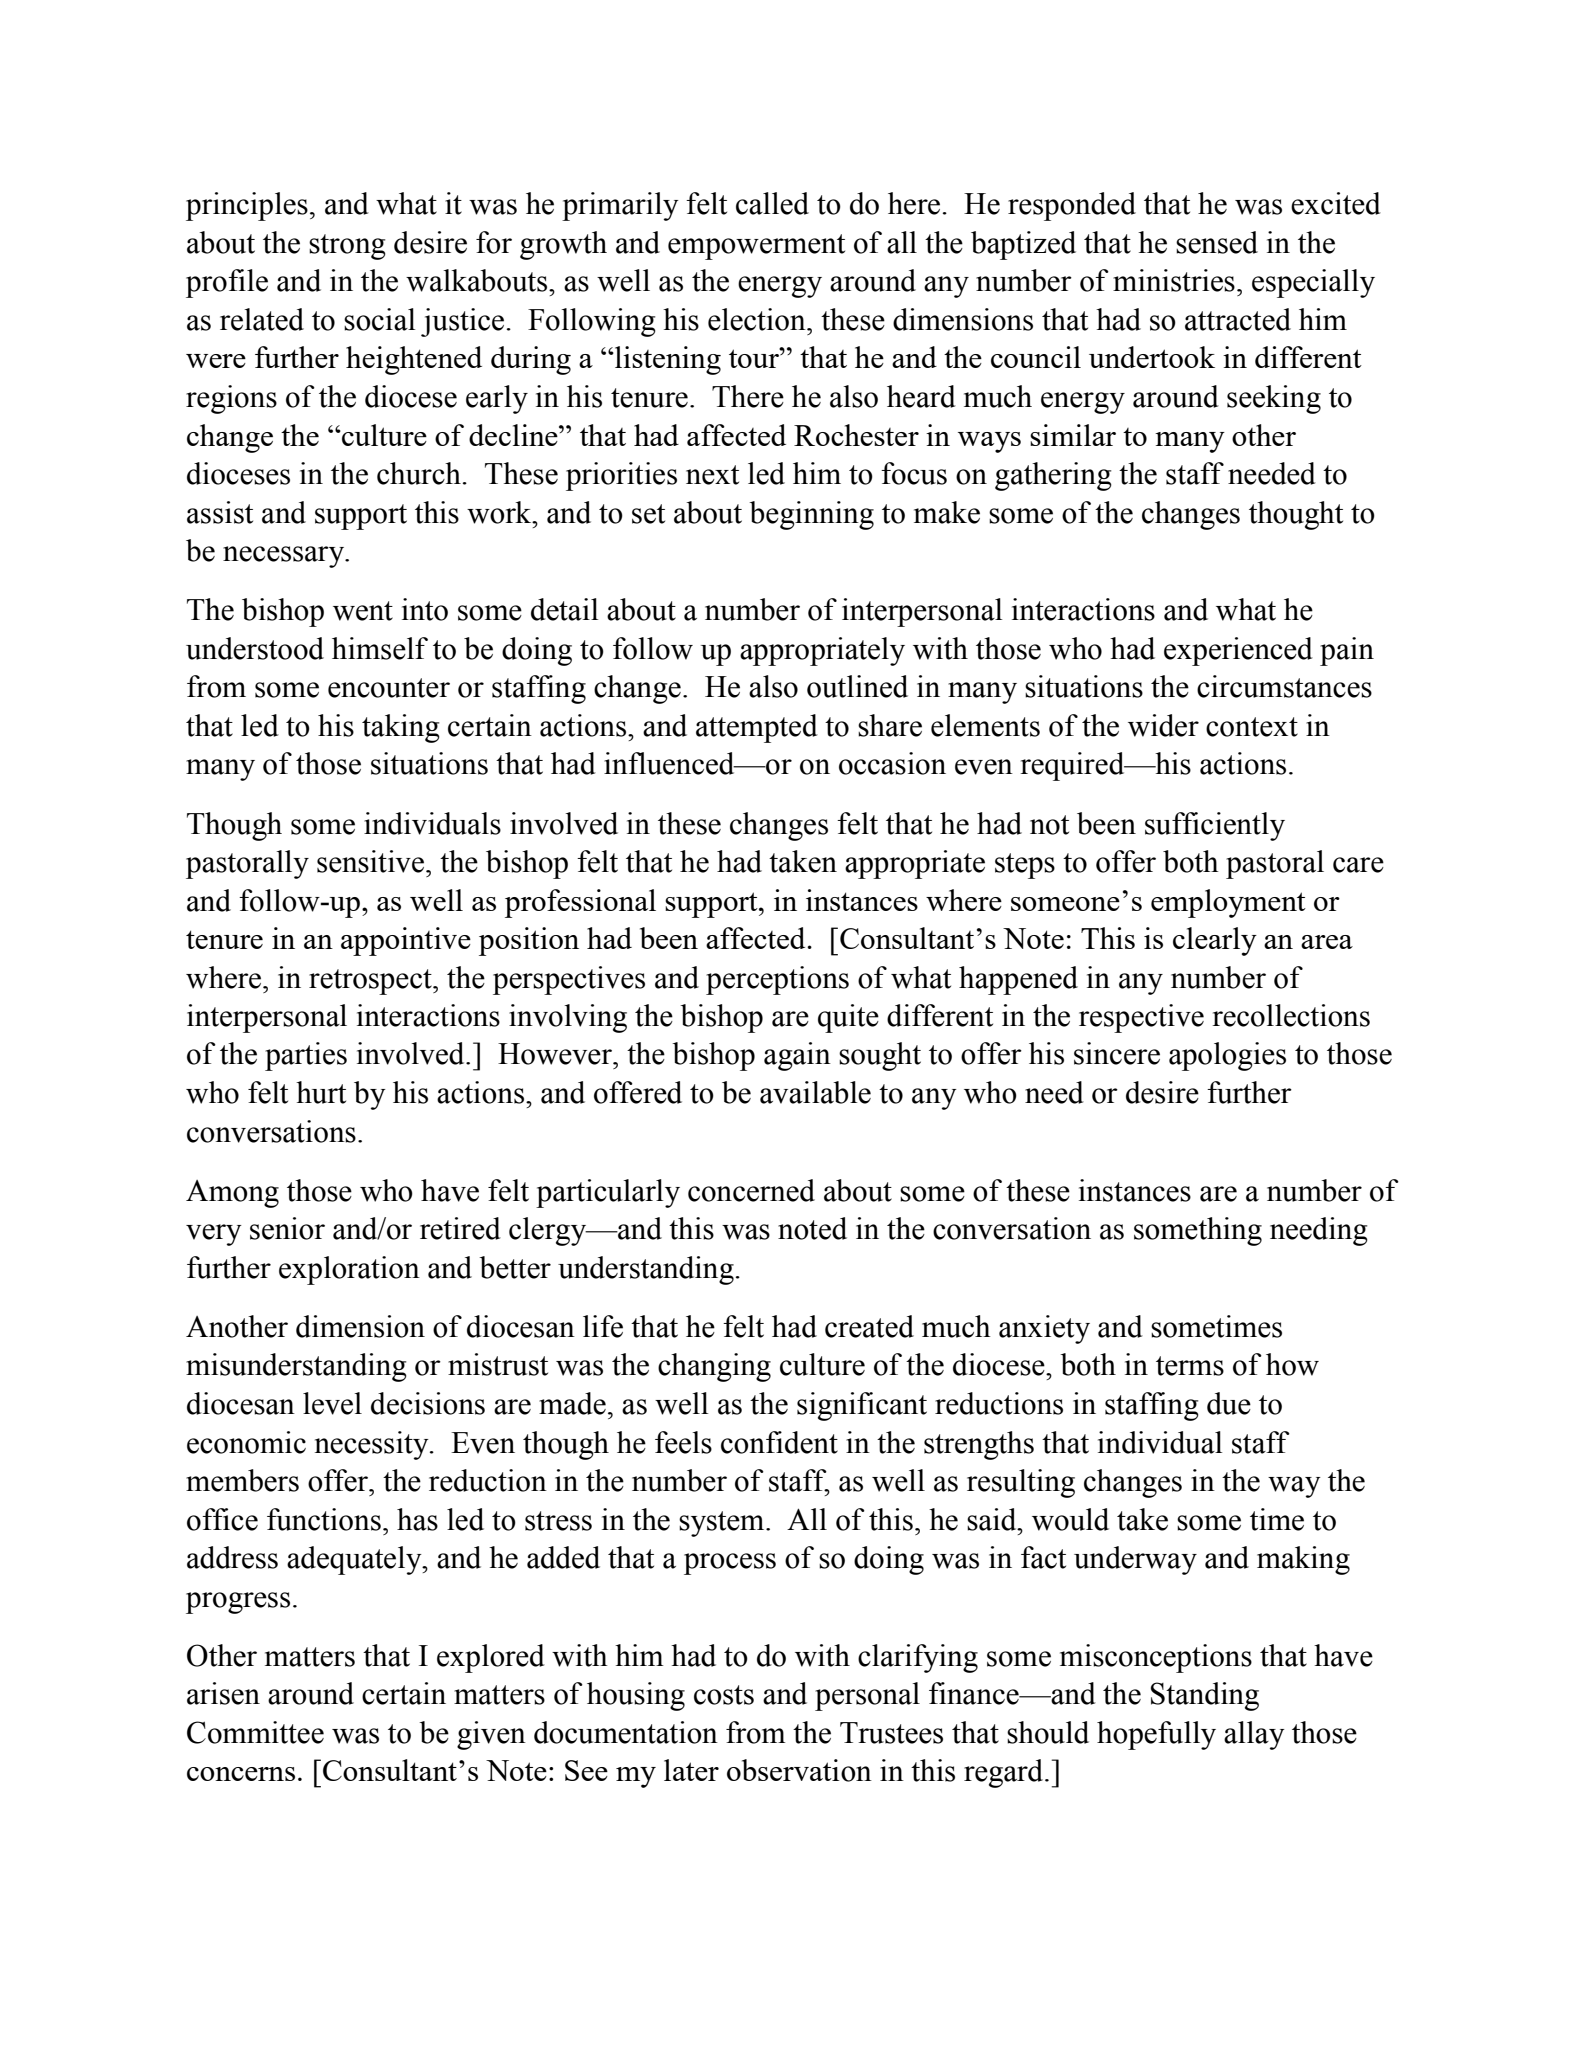 principles, and what it was he primarily felt called to do here.  He responded that he was excited
about the strong desire for growth and empowerment of all the baptized that he sensed in the
profile and in the walkabouts, as well as the energy around any number of ministries, especially
as related to social justice.  Following his election, these dimensions that had so attracted him
were further heightened during a “listening tour” that he and the council undertook in different
regions of the diocese early in his tenure.  There he also heard much energy around seeking to
change the “culture of decline” that had affected Rochester in ways similar to many other
dioceses in the church.  These priorities next led him to focus on gathering the staff needed to
assist and support this work, and to set about beginning to make some of the changes thought to
be necessary.
The bishop went into some detail about a number of interpersonal interactions and what he
understood himself to be doing to follow up appropriately with those who had experienced pain
from some encounter or staffing change.  He also outlined in many situations the circumstances
that led to his taking certain actions, and attempted to share elements of the wider context in
many of those situations that had influenced—or on occasion even required—his actions.
Though some individuals involved in these changes felt that he had not been sufficiently
pastorally sensitive, the bishop felt that he had taken appropriate steps to offer both pastoral care
and follow-up, as well as professional support, in instances where someone’s employment or
tenure in an appointive position had been affected.  [Consultant’s Note: This is clearly an area
where, in retrospect, the perspectives and perceptions of what happened in any number of
interpersonal interactions involving the bishop are quite different in the respective recollections
of the parties involved.]  However, the bishop again sought to offer his sincere apologies to those
who felt hurt by his actions, and offered to be available to any who need or desire further
conversations.
Among those who have felt particularly concerned about some of these instances are a number of
very senior and/or retired clergy—and this was noted in the conversation as something needing
further exploration and better understanding.
Another dimension of diocesan life that he felt had created much anxiety and sometimes
misunderstanding or mistrust was the changing culture of the diocese, both in terms of how
diocesan level decisions are made, as well as the significant reductions in staffing due to
economic necessity.  Even though he feels confident in the strengths that individual staff
members offer, the reduction in the number of staff, as well as resulting changes in the way the
office functions, has led to stress in the system.  All of this, he said, would take some time to
address adequately, and he added that a process of so doing was in fact underway and making
progress.
Other matters that I explored with him had to do with clarifying some misconceptions that have
arisen around certain matters of housing costs and personal finance—and the Standing
Committee was to be given documentation from the Trustees that should hopefully allay those
concerns. [Consultant’s Note: See my later observation in this regard.]